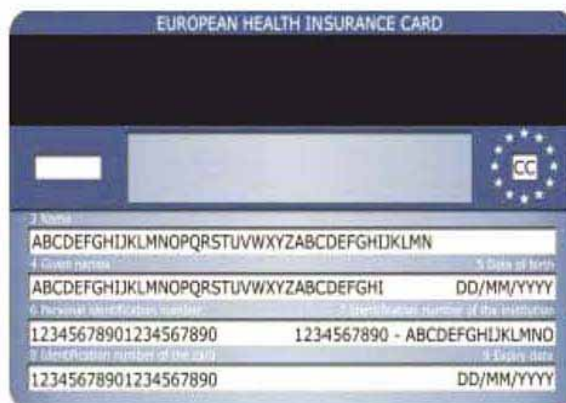 EUROPEAN HEALTH INSURANCE CARD
CC
3 Name
ABCDEFGHIJKLMNOPQRSTUVWXYZABCDEFGHIJKLMN
4 Given names 5 Date of birth
ABCDEFGHIJKLMNOPQRSTUVWXYZABCDEFGHI DD/MM/YYYY
6 Personal identification number 7 Identification number of the institution
12345678901234567890 1234567890 - ABCDEFGHIJKLMNO
8 Identification number of the card 9 Expiry date
12345678901234567890 DD/MM/YYYY